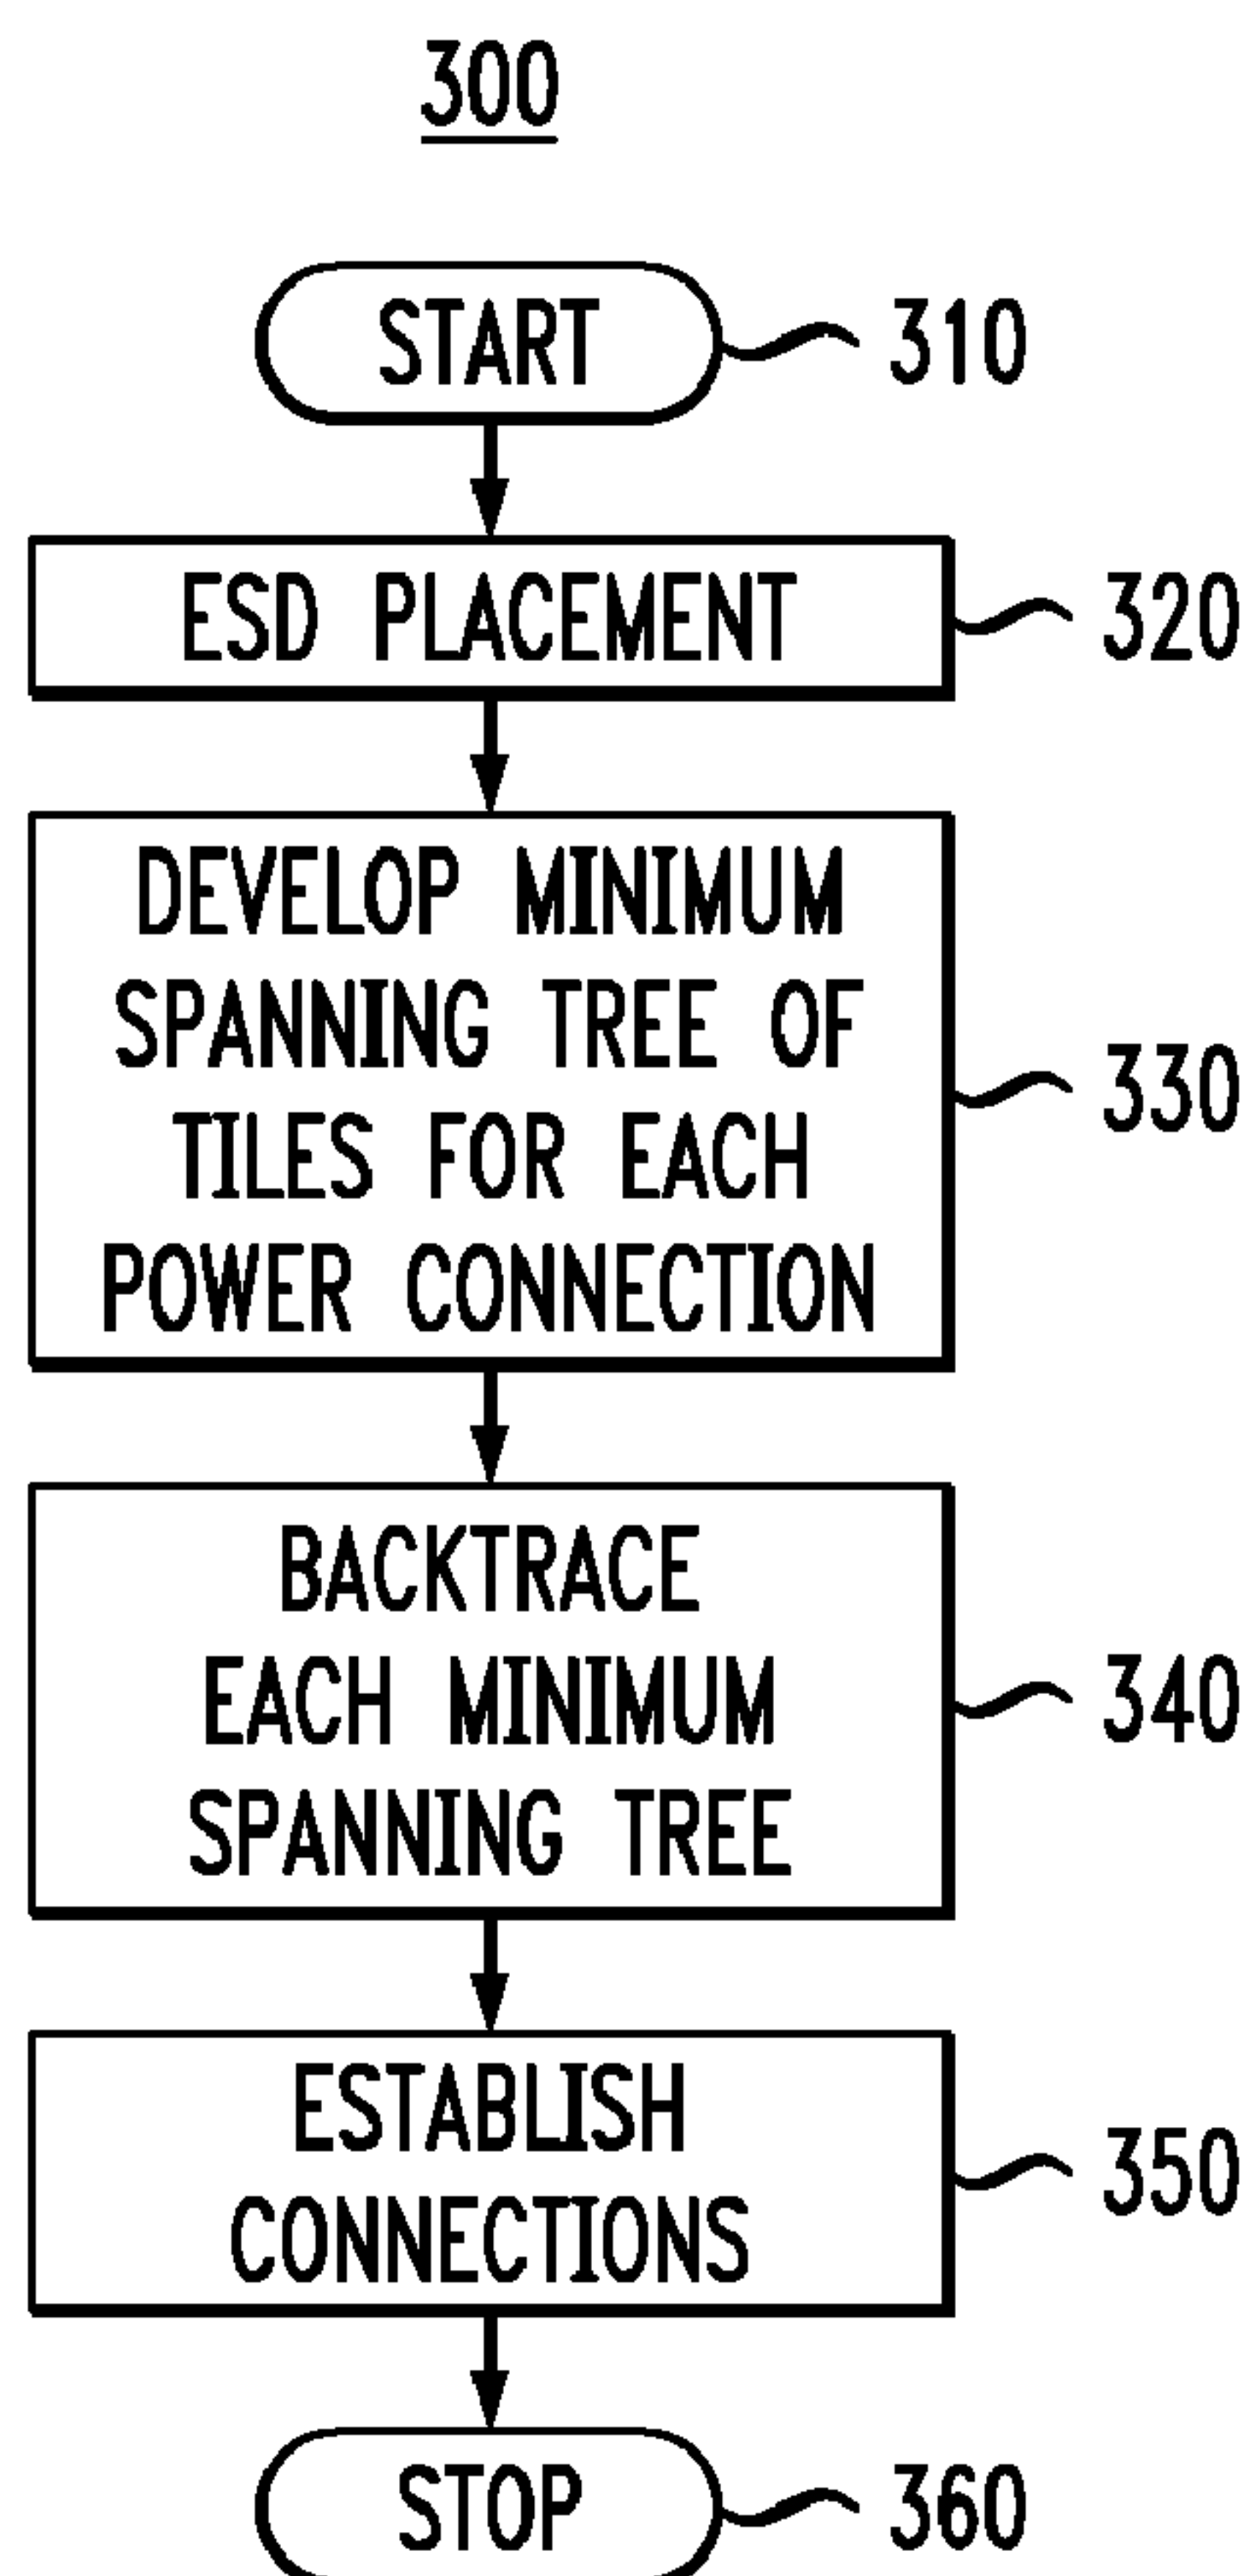 300
START
310
ESD PLACEMENT
320
DEVELOP MINIMUM
SPANNING TREE OF
TILES FOR EACH
POWER CONNECTION
330
BACKTRACE
EACH MINIMUM
SPANNING TREE
340
ESTABLISH
CONNECTIONS
350
STOP
360